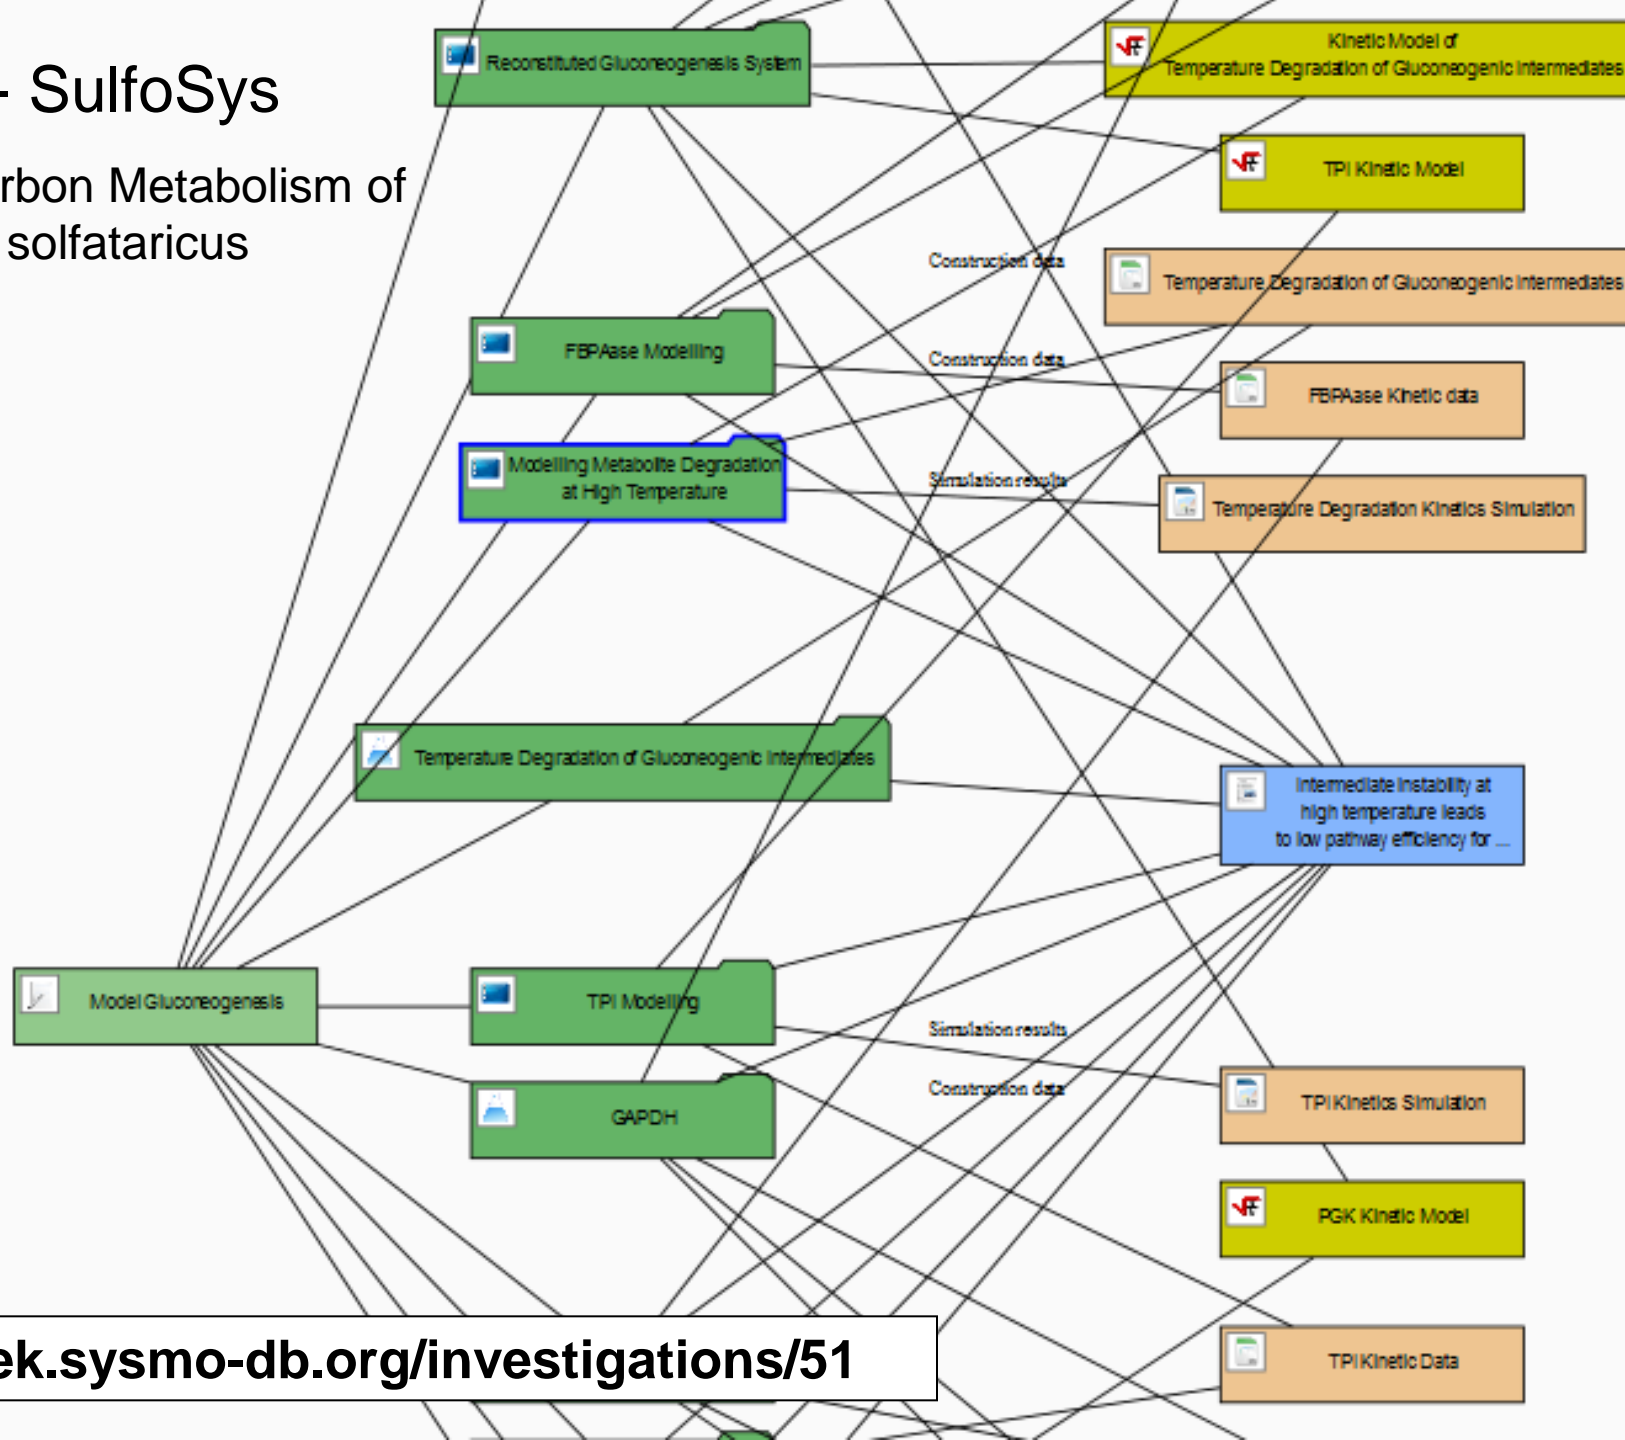 - SulfoSys
rbon Metabolism of
solfataricus
Reconstituted Gluconeogenesis System
Kinetic Model of
Temperature Degradation of Gluconeogenic Intermediates
TPI Kinetic Model
Construction data
Temperature Degradation of Gluconeogenic Intermediates
FBPAase Modelling
Construction data
FBPAase Kinetic data
Modelling Metabolite Degradation
at High Temperature
Simulation results
Temperature Degradation Kinetics Simulation
Temperature Degradation of Gluconeogenic Intermediates
Intermediate instability at
high temperature leads
to low pathway efficiency for ...
Model Gluconeogenesis
TPI Modelling
Simulation results
Construction data
GAPDH
TPI Kinetics Simulation
PGK Kinetic Model
ek.sysmo-db.org/investigations/51
TPI Kinetic Data